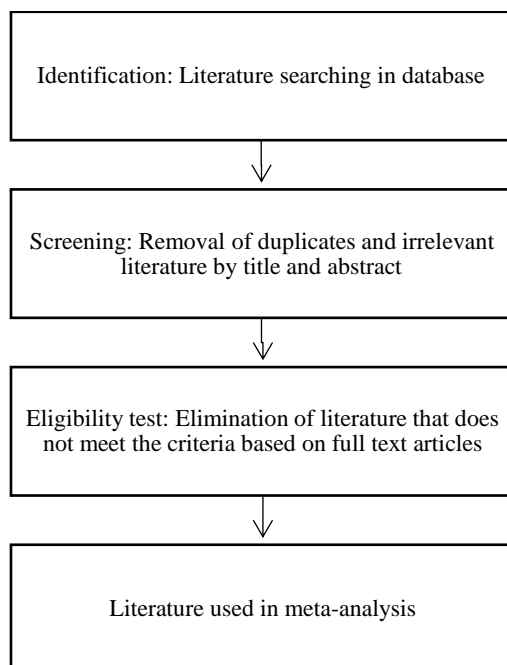 Identification: Literature searching in database
Screening: Removal of duplicates and irrelevant
literature by title and abstract
Eligibility test: Elimination of literature that does
not meet the criteria based on full text articles
Literature used in meta-analysis